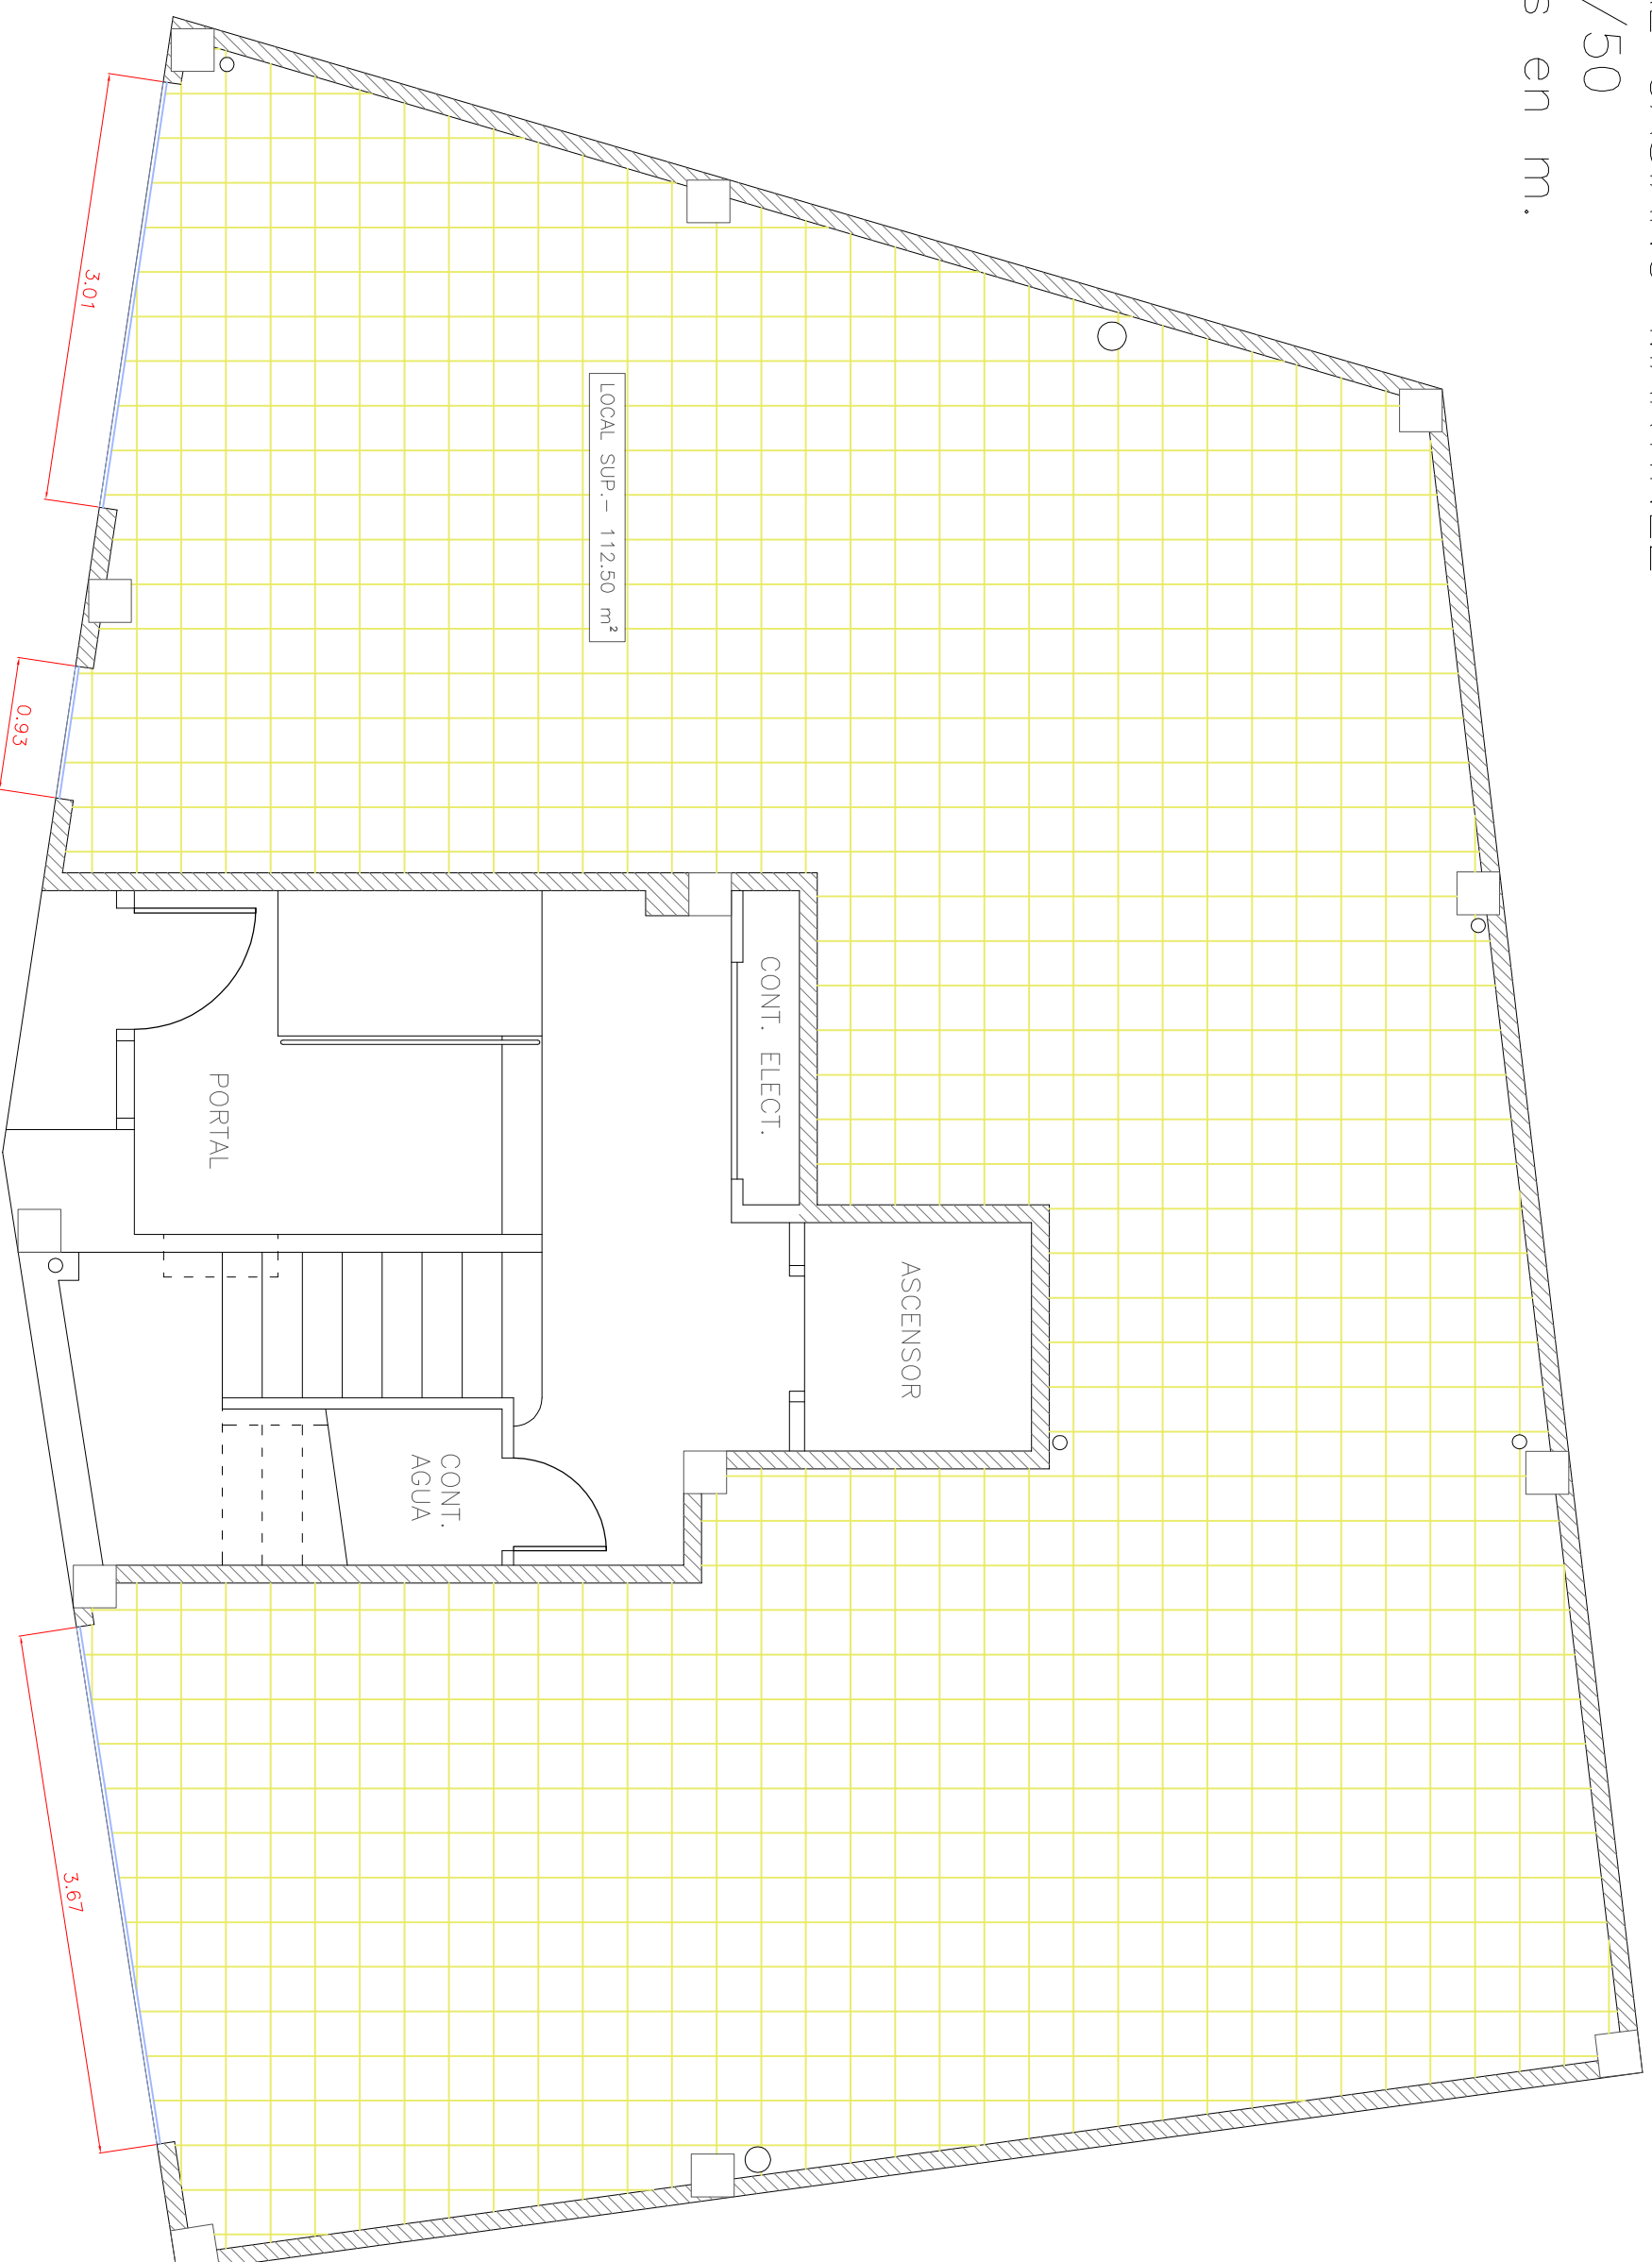 /50
s en m.
LOCAL SUP.- 112.50 m²
3.01
0.93
CONT. ELECT.
PORTAL
ASCENSOR
CONT.
AGUA
3.67